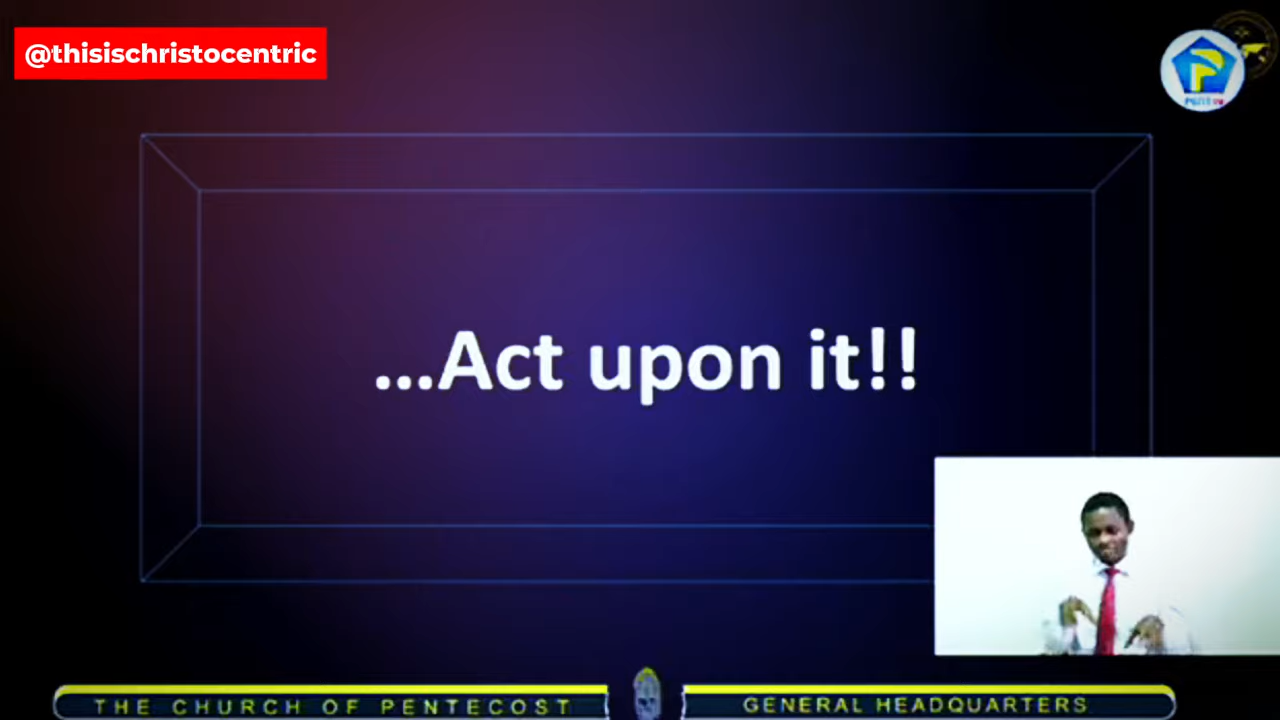 @thisischristocentric
...Act upon it!!
THE CHURCH OF PENTECOST
GENERAL HEADQUARTERS